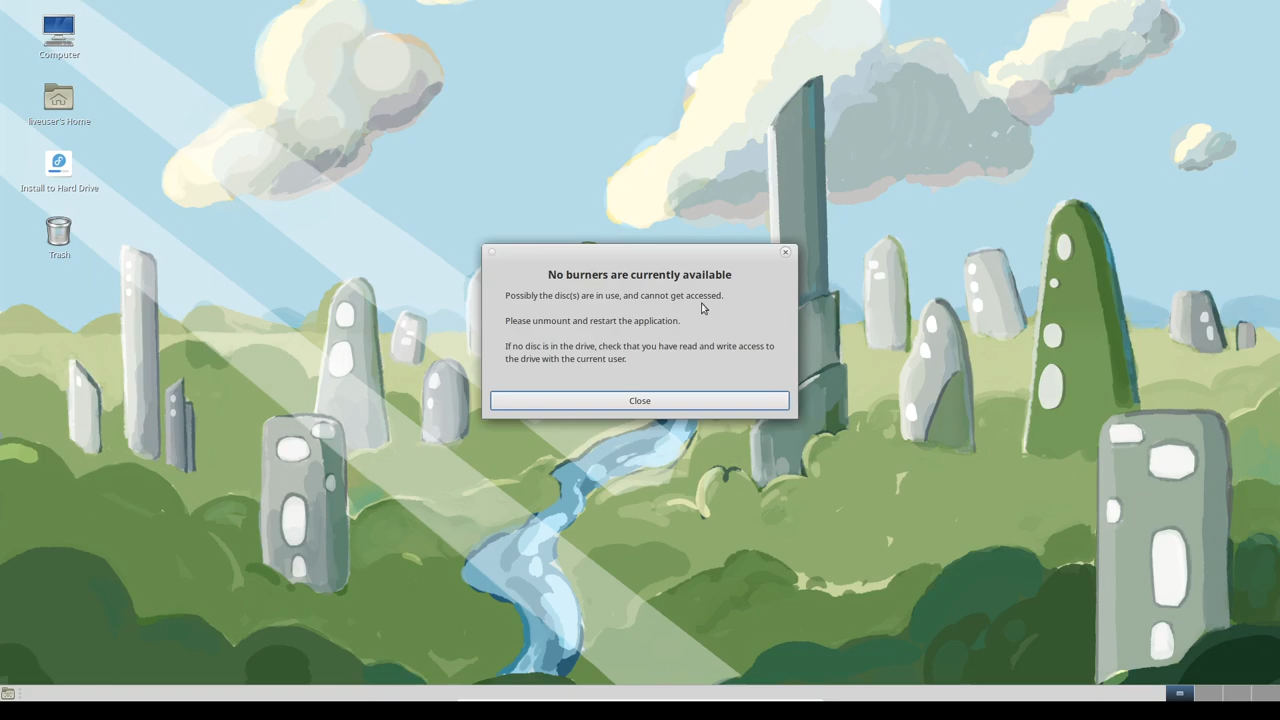 Computer
liveuser's Home
Install to Hard Drive
Trash
No burners are currently available
Possibly the disc(s) are in use, and cannot get accessed.
Please unmount and restart the application.
If no disc is in the drive, check that you have read and write access to
the drive with the current user.
Close